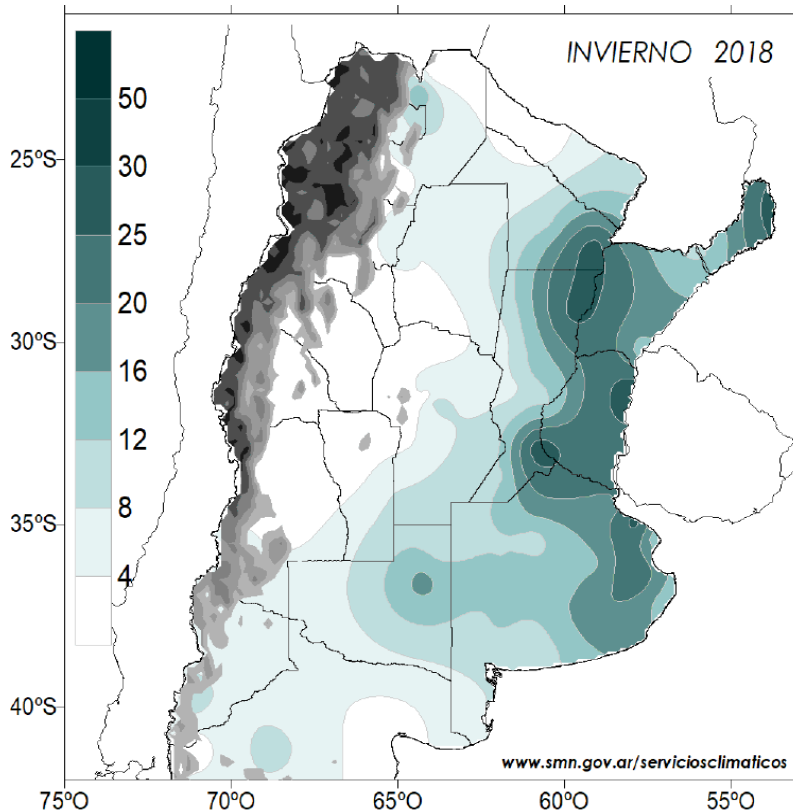 INVIERNO 2018
50
30
25
20
16
12
8
4
25ºS
30ºS
35ºS
40ºS
www.smn.gov.ar/serviciosclimaticos
75ºO 70ºO 65ºO 60ºO 55ºO